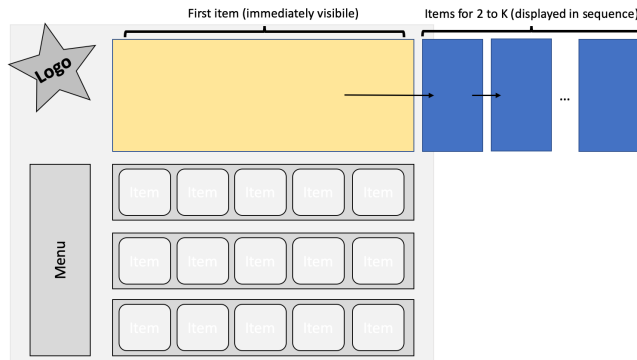 First item (immediately visibile)
Items for 2 to K (displayed in sequence)
Logo
...
Menu
Item Item Item Item Item
Item Item Item Item Item
Item Item Item Item Item